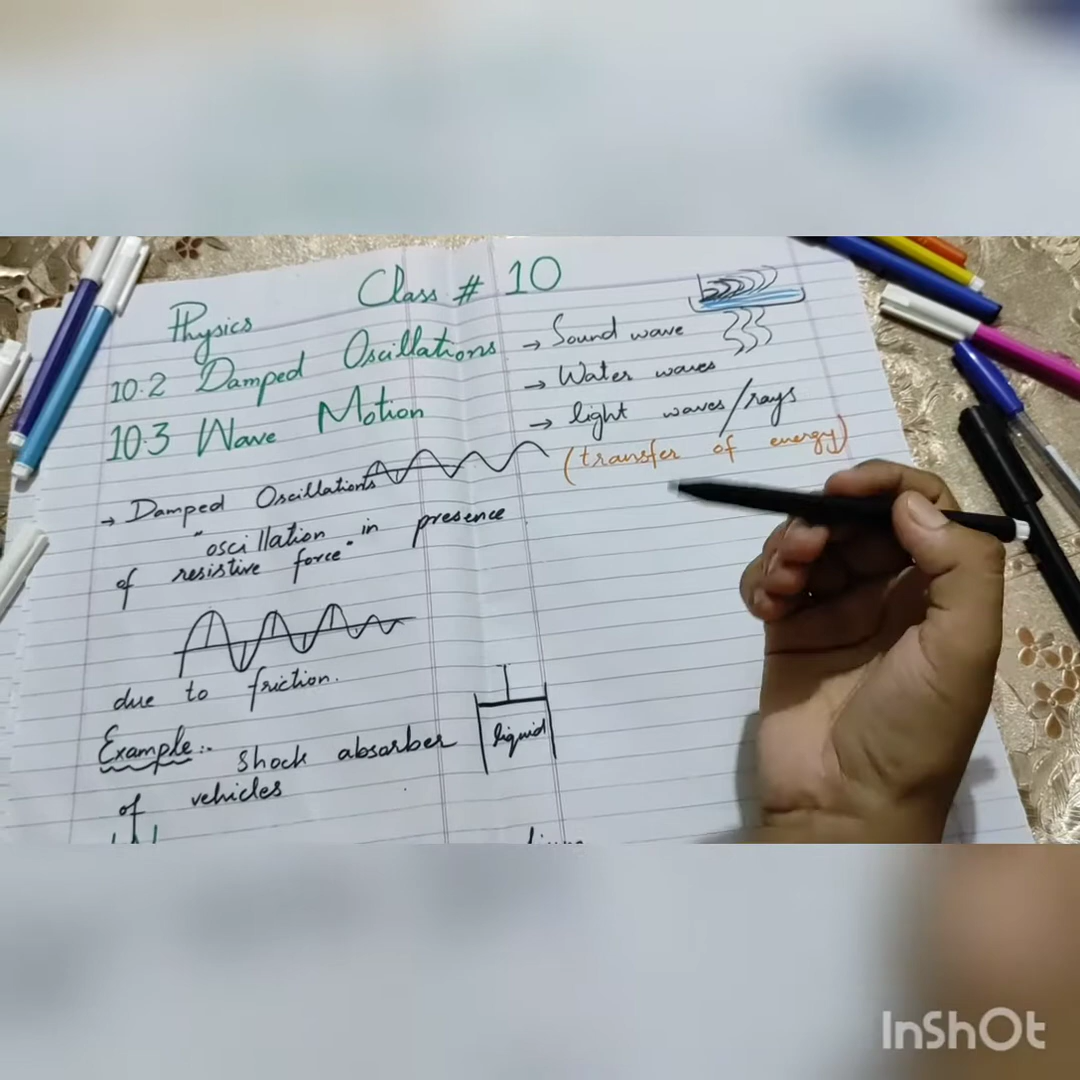 Class # 10
Physics
10.2 Damped Oscillations
10.3 Wave Motion
→ Sound wave
→ Water waves
→ light waves/rays
(transfer of energy)
→ Damped Oscillations
"oscillation in presence
of resistive force"
due to friction.
Example:-
Shock absorber
of vehicles
liquid
InShOt